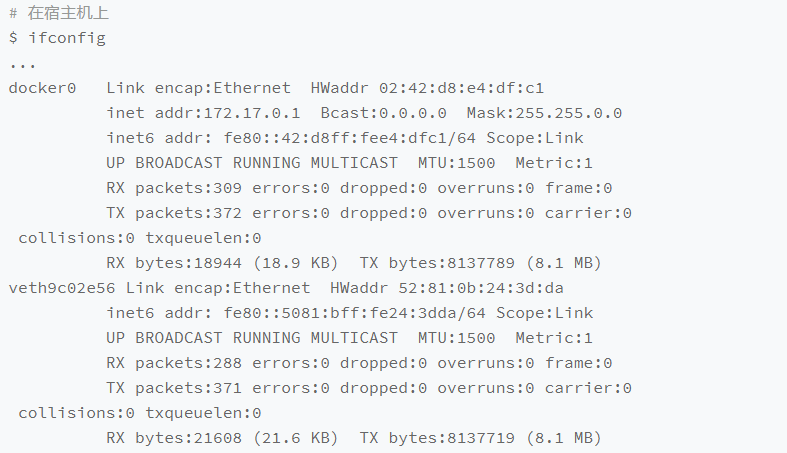 # 在宿主机上
$ ifconfig
...
docker0   Link encap:Ethernet  HWaddr 02:42:d8:e4:df:c1
          inet addr:172.17.0.1  Bcast:0.0.0.0  Mask:255.255.0.0
          inet6 addr: fe80::42:d8ff:fee4:dfc1/64 Scope:Link
          UP BROADCAST RUNNING MULTICAST  MTU:1500  Metric:1
          RX packets:309 errors:0 dropped:0 overruns:0 frame:0
          TX packets:372 errors:0 dropped:0 overruns:0 carrier:0
 collisions:0 txqueuelen:0
          RX bytes:18944 (18.9 KB)  TX bytes:8137789 (8.1 MB)
veth9c02e56 Link encap:Ethernet  HWaddr 52:81:0b:24:3d:da
          inet6 addr: fe80::5081:bff:fe24:3dda/64 Scope:Link
          UP BROADCAST RUNNING MULTICAST  MTU:1500  Metric:1
          RX packets:288 errors:0 dropped:0 overruns:0 frame:0
          TX packets:371 errors:0 dropped:0 overruns:0 carrier:0
 collisions:0 txqueuelen:0
          RX bytes:21608 (21.6 KB)  TX bytes:8137719 (8.1 MB)